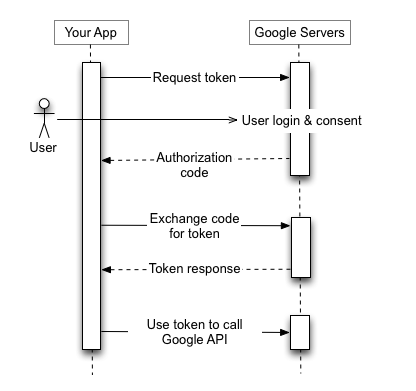 Your App
Google Servers
Request token
User login & consent
User
Authorization
code
Exchange code
for token
Token response
Use token to call
Google API